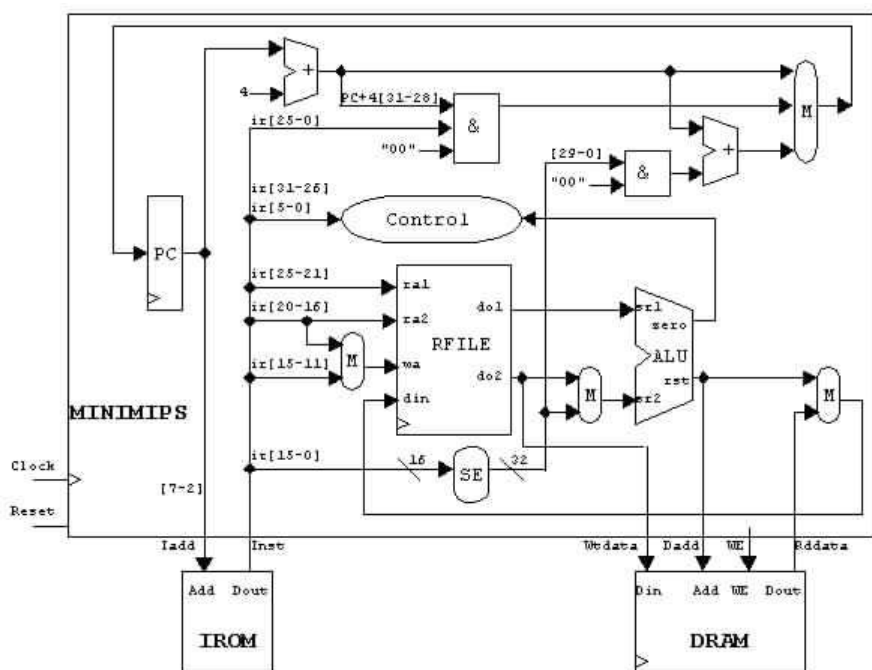 +
4
PC+4[31-28]
M
ir[25-0]
&
+
"00"
[29-0]
"00"
&
ir[31-26]
ir[5-0]
Control
PC
ir[25-21]
ra1
ir[20-16]
ra2
do1
sr1
zero
M
RFILE
ALU
ir[15-11]
wa
do2
M
rst
M
din
sr2
MINIMIPS
ir[15-0]
16
SE
32
Clock
[7-2]
Reset
Iadd
Inst
Wtdata
Dadd
WE
Rddata
Add
Dout
Din
Add
WE
Dout
IROM
DRAM